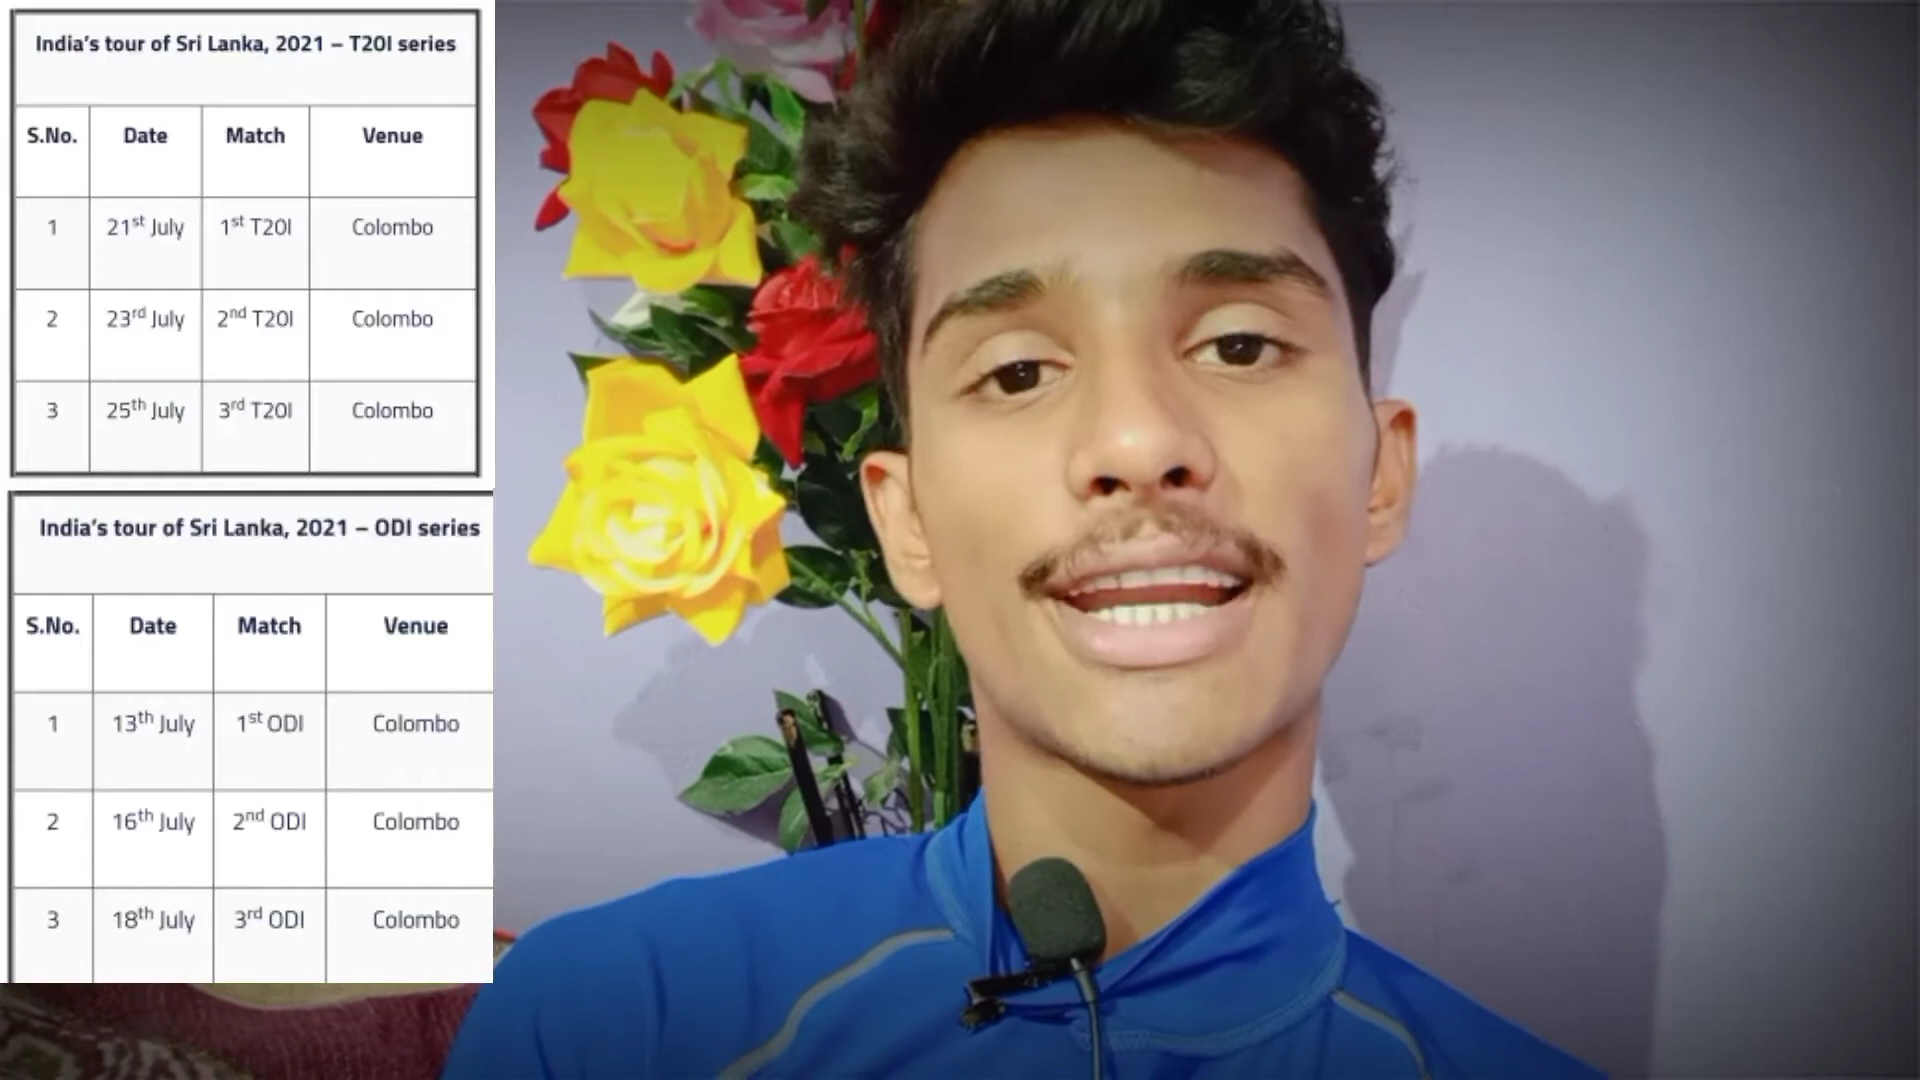 India's tour of Sri Lanka, 2021 – T20I series
S.No. Date Match Venue
1 21st July 1st T20I Colombo
2 23rd July 2nd T20I Colombo
3 25th July 3rd T20I Colombo
India's tour of Sri Lanka, 2021 – ODI series
S.No. Date Match Venue
1 13th July 1st ODI Colombo
2 16th July 2nd ODI Colombo
3 18th July 3rd ODI Colombo